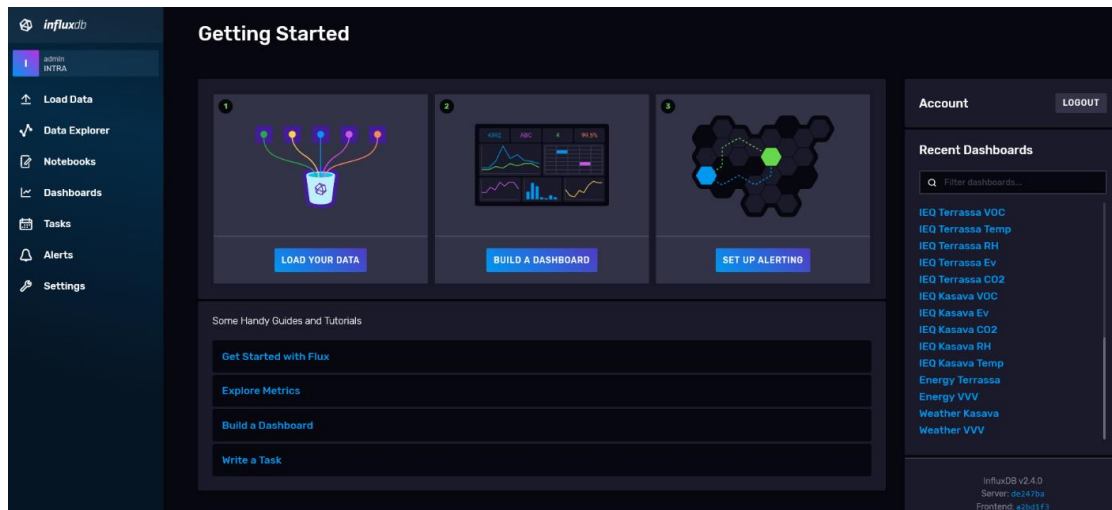 influxdb
I
admin
INTRA
Load Data
Data Explorer
Notebooks
Dashboards
Tasks
Alerts
Settings
Getting Started
1
LOAD YOUR DATA
2
ABC 4 99.5%
BUILD A DASHBOARD
3
SET UP ALERTING
Some Handy Guides and Tutorials
Get Started with Flux
Explore Metrics
Build a Dashboard
Write a Task
Account LOGOUT
Recent Dashboards
Filter dashboards...
IEQ Terrassa VOC
IEQ Terrassa Temp
IEQ Terrassa RH
IEQ Terrassa Ev
IEQ Terrassa CO2
IEQ Kasava VOC
IEQ Kasava Ev
IEQ Kasava CO2
IEQ Kasava RH
IEQ Kasava Temp
Energy Terrassa
Energy VVV
Weather Kasava
Weather VVV
InfluxDB v2.4.0
Server: de247ba
Frontend: a2bd1f3